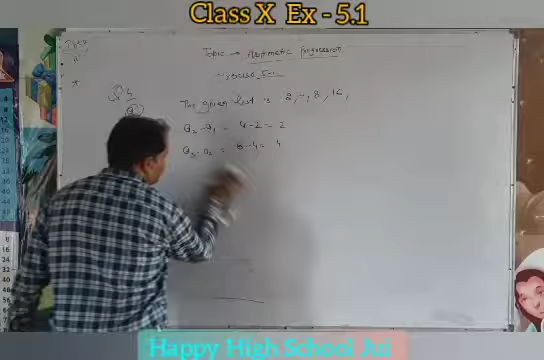 Class X Ex - 5.1
Topic → Arithmetic Progression
Exercise 5.1
Q 4
The given list is 2, 4, 8, 16,
a₂ - a₁ = 4 - 2 = 2
a₃ - a₂ = 8 - 4 = 4
Happy High School Jui